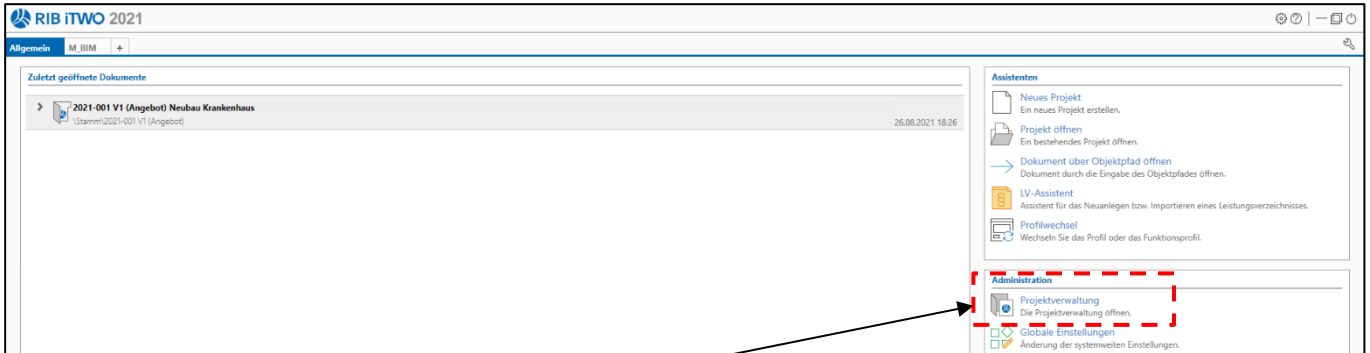 RIB iTWO 2021
Allgemein M_BIM +
Zuletzt geöffnete Dokumente
2021-001 V1 (Angebot) Neubau Krankenhaus
\Stamm\2021-001 V1 (Angebot) 26.08.2021 18:26
Assistenten
Neues Projekt
Ein neues Projekt erstellen.
Projekt öffnen
Ein bestehendes Projekt öffnen.
Dokument über Objektpfad öffnen
Dokument durch die Eingabe des Objektpfades öffnen.
LV-Assistent
Assistent für das Neuanlegen bzw. Importieren eines Leistungsverzeichnisses.
Profilwechsel
Wechseln Sie das Profil oder das Funktionsprofil.
Administration
Projektverwaltung
Die Projektverwaltung öffnen.
Globale Einstellungen
Änderung der systemweiten Einstellungen.